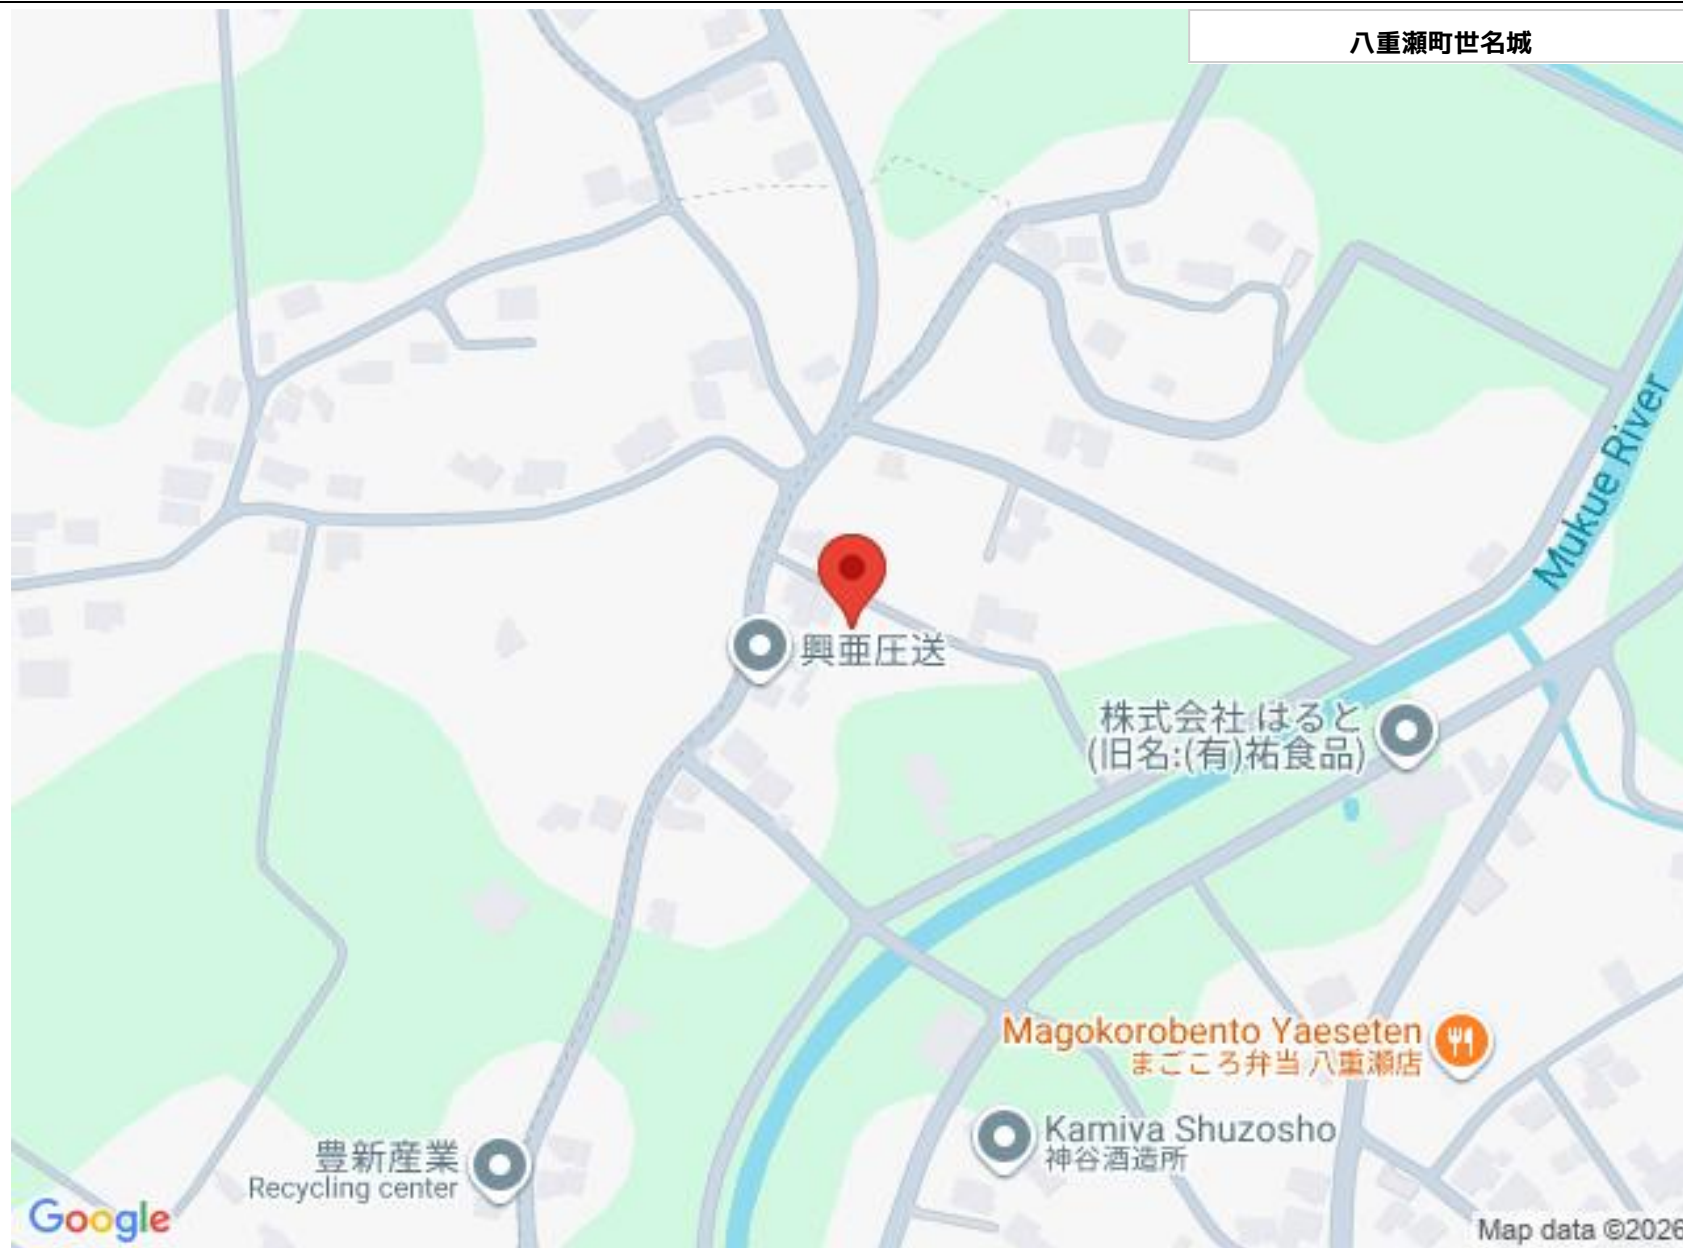 八重瀬町世名城
Mukue River
興亜圧送
株式会社 はると
(旧名:(有)祐食品)
Magokorobento Yaeseten
まごころ弁当 八重瀬店
Kamiya Shuzosho
神谷酒造所
豊新産業
Recycling center
Google
Map data ©2026